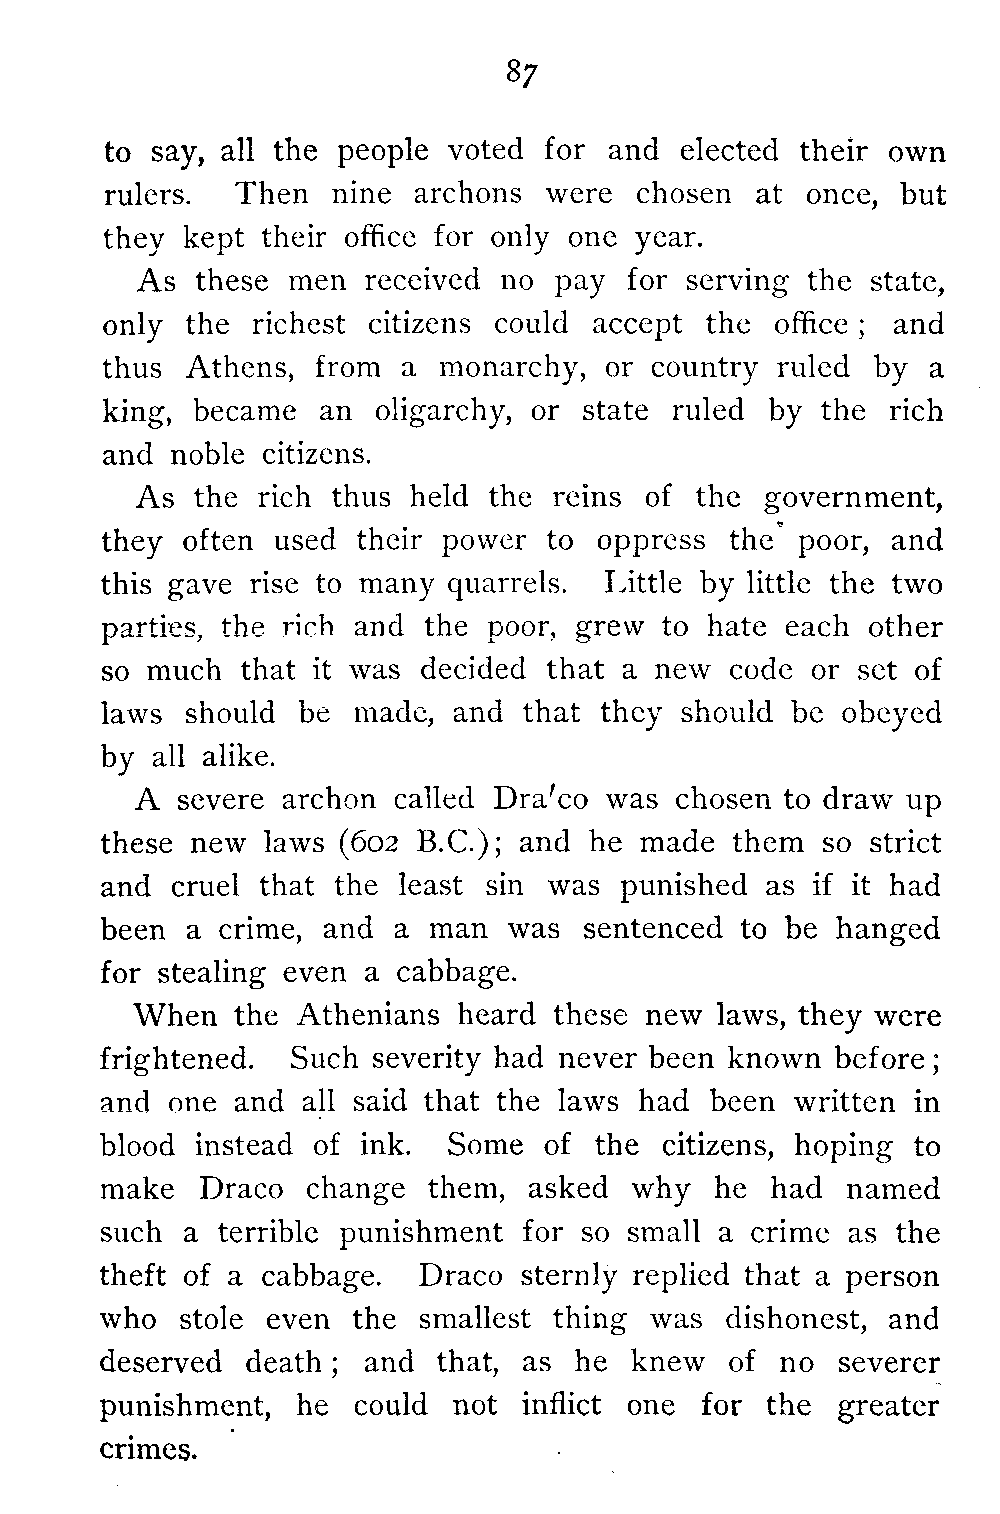 87
to say, all the people voted for and elected their own
rulers. Then nine archons were chosen at once, but
they kept their office for only one year.
As these men received no pay for serving the state,
only the richest citizens could accept the office ; and
thus Athens, from a monarchy, or country ruled by a
king, became an oligarchy, or state ruled by the rich
and noble citizens.
As the rich thus held the reins of the government,
they often used their power to oppress the poor, and
this gave rise to many quarrels. Little by little the two
parties, the rich and the poor, grew to hate each other
so much that it was decided that a new code or set of
laws should be made, and that they should be obeyed
by all alike.
A severe archon called Dra'co was chosen to draw up
these new laws (602 B.C.); and he made them so strict
and cruel that the least sin was punished as if it had
been a crime, and a man was sentenced to be hanged
for stealing even a cabbage.
When the Athenians heard these new laws, they were
frightened. Such severity had never been known before ;
and one and all said that the laws had been written in
blood instead of ink. Some of the citizens, hoping to
make Draco change them, asked why he had named
such a terrible punishment for so small a crime as the
theft of a cabbage. Draco sternly replied that a person
who stole even the smallest thing was dishonest, and
deserved death ; and that, as he knew of no severer
punishment, he could not inflict one for the greater
crimes.